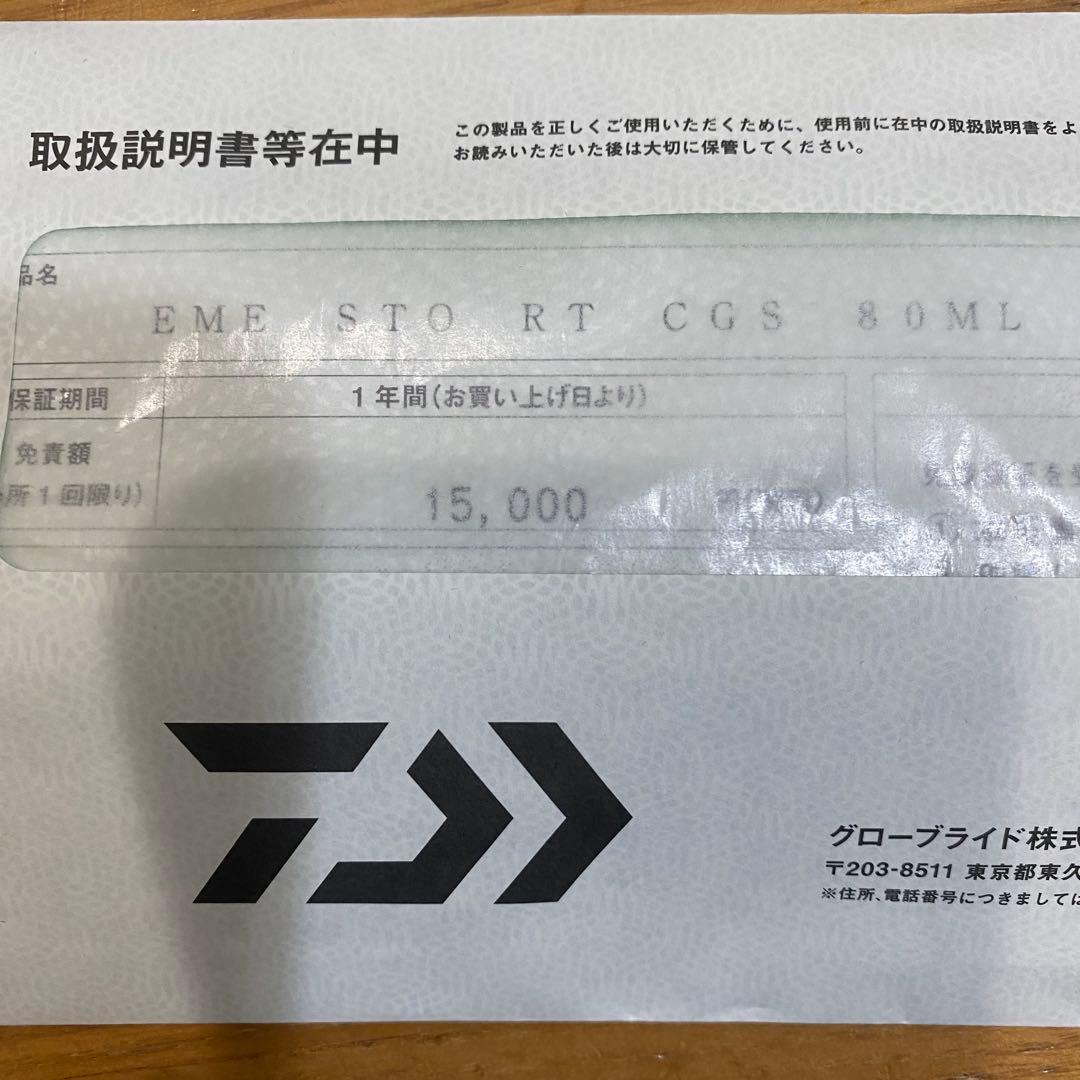 取扱説明書等在中
この製品を正しくご使用いただくために、使用前に在中の取扱説明書をよ
お読みいただいた後は大切に保管してください。
品名
EME STO RT CGS 80ML
保証期間
1年間(お買い上げ日より)
免責額
所1回限り)
15,000
グローブライド株式
〒203-8511 東京都東久
※住所、電話番号につきましては